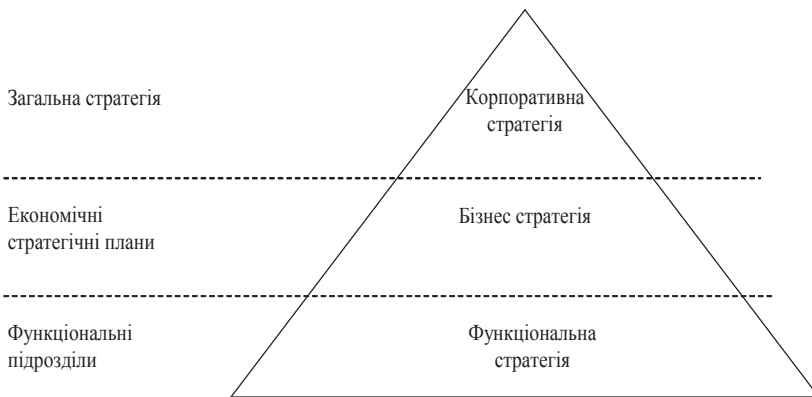 Загальна стратегія
Корпоративна
стратегія
Економічні
стратегічні плани
Бізнес стратегія
Функціональні
підрозділи
Функціональна
стратегія